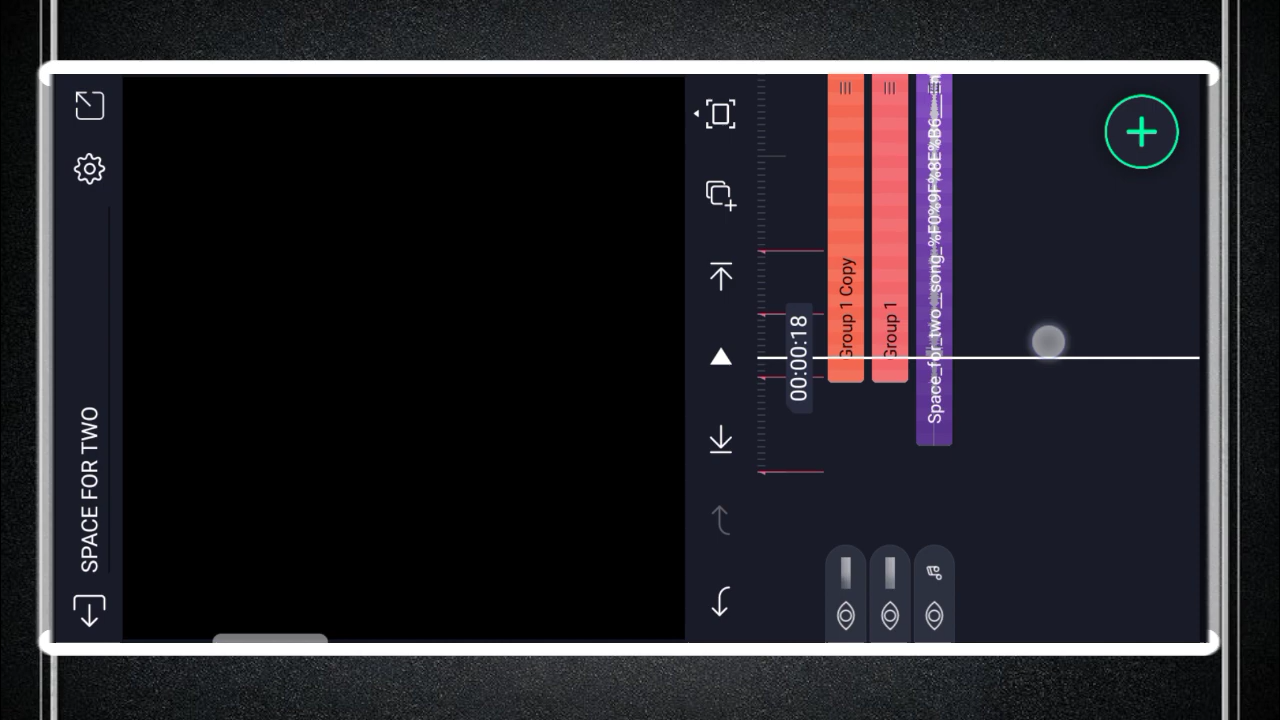 SPACE FOR TWO
00:00:18
Group 1 Copy
Group 1
Space_for_two_song_%F0%9F%8E%B6